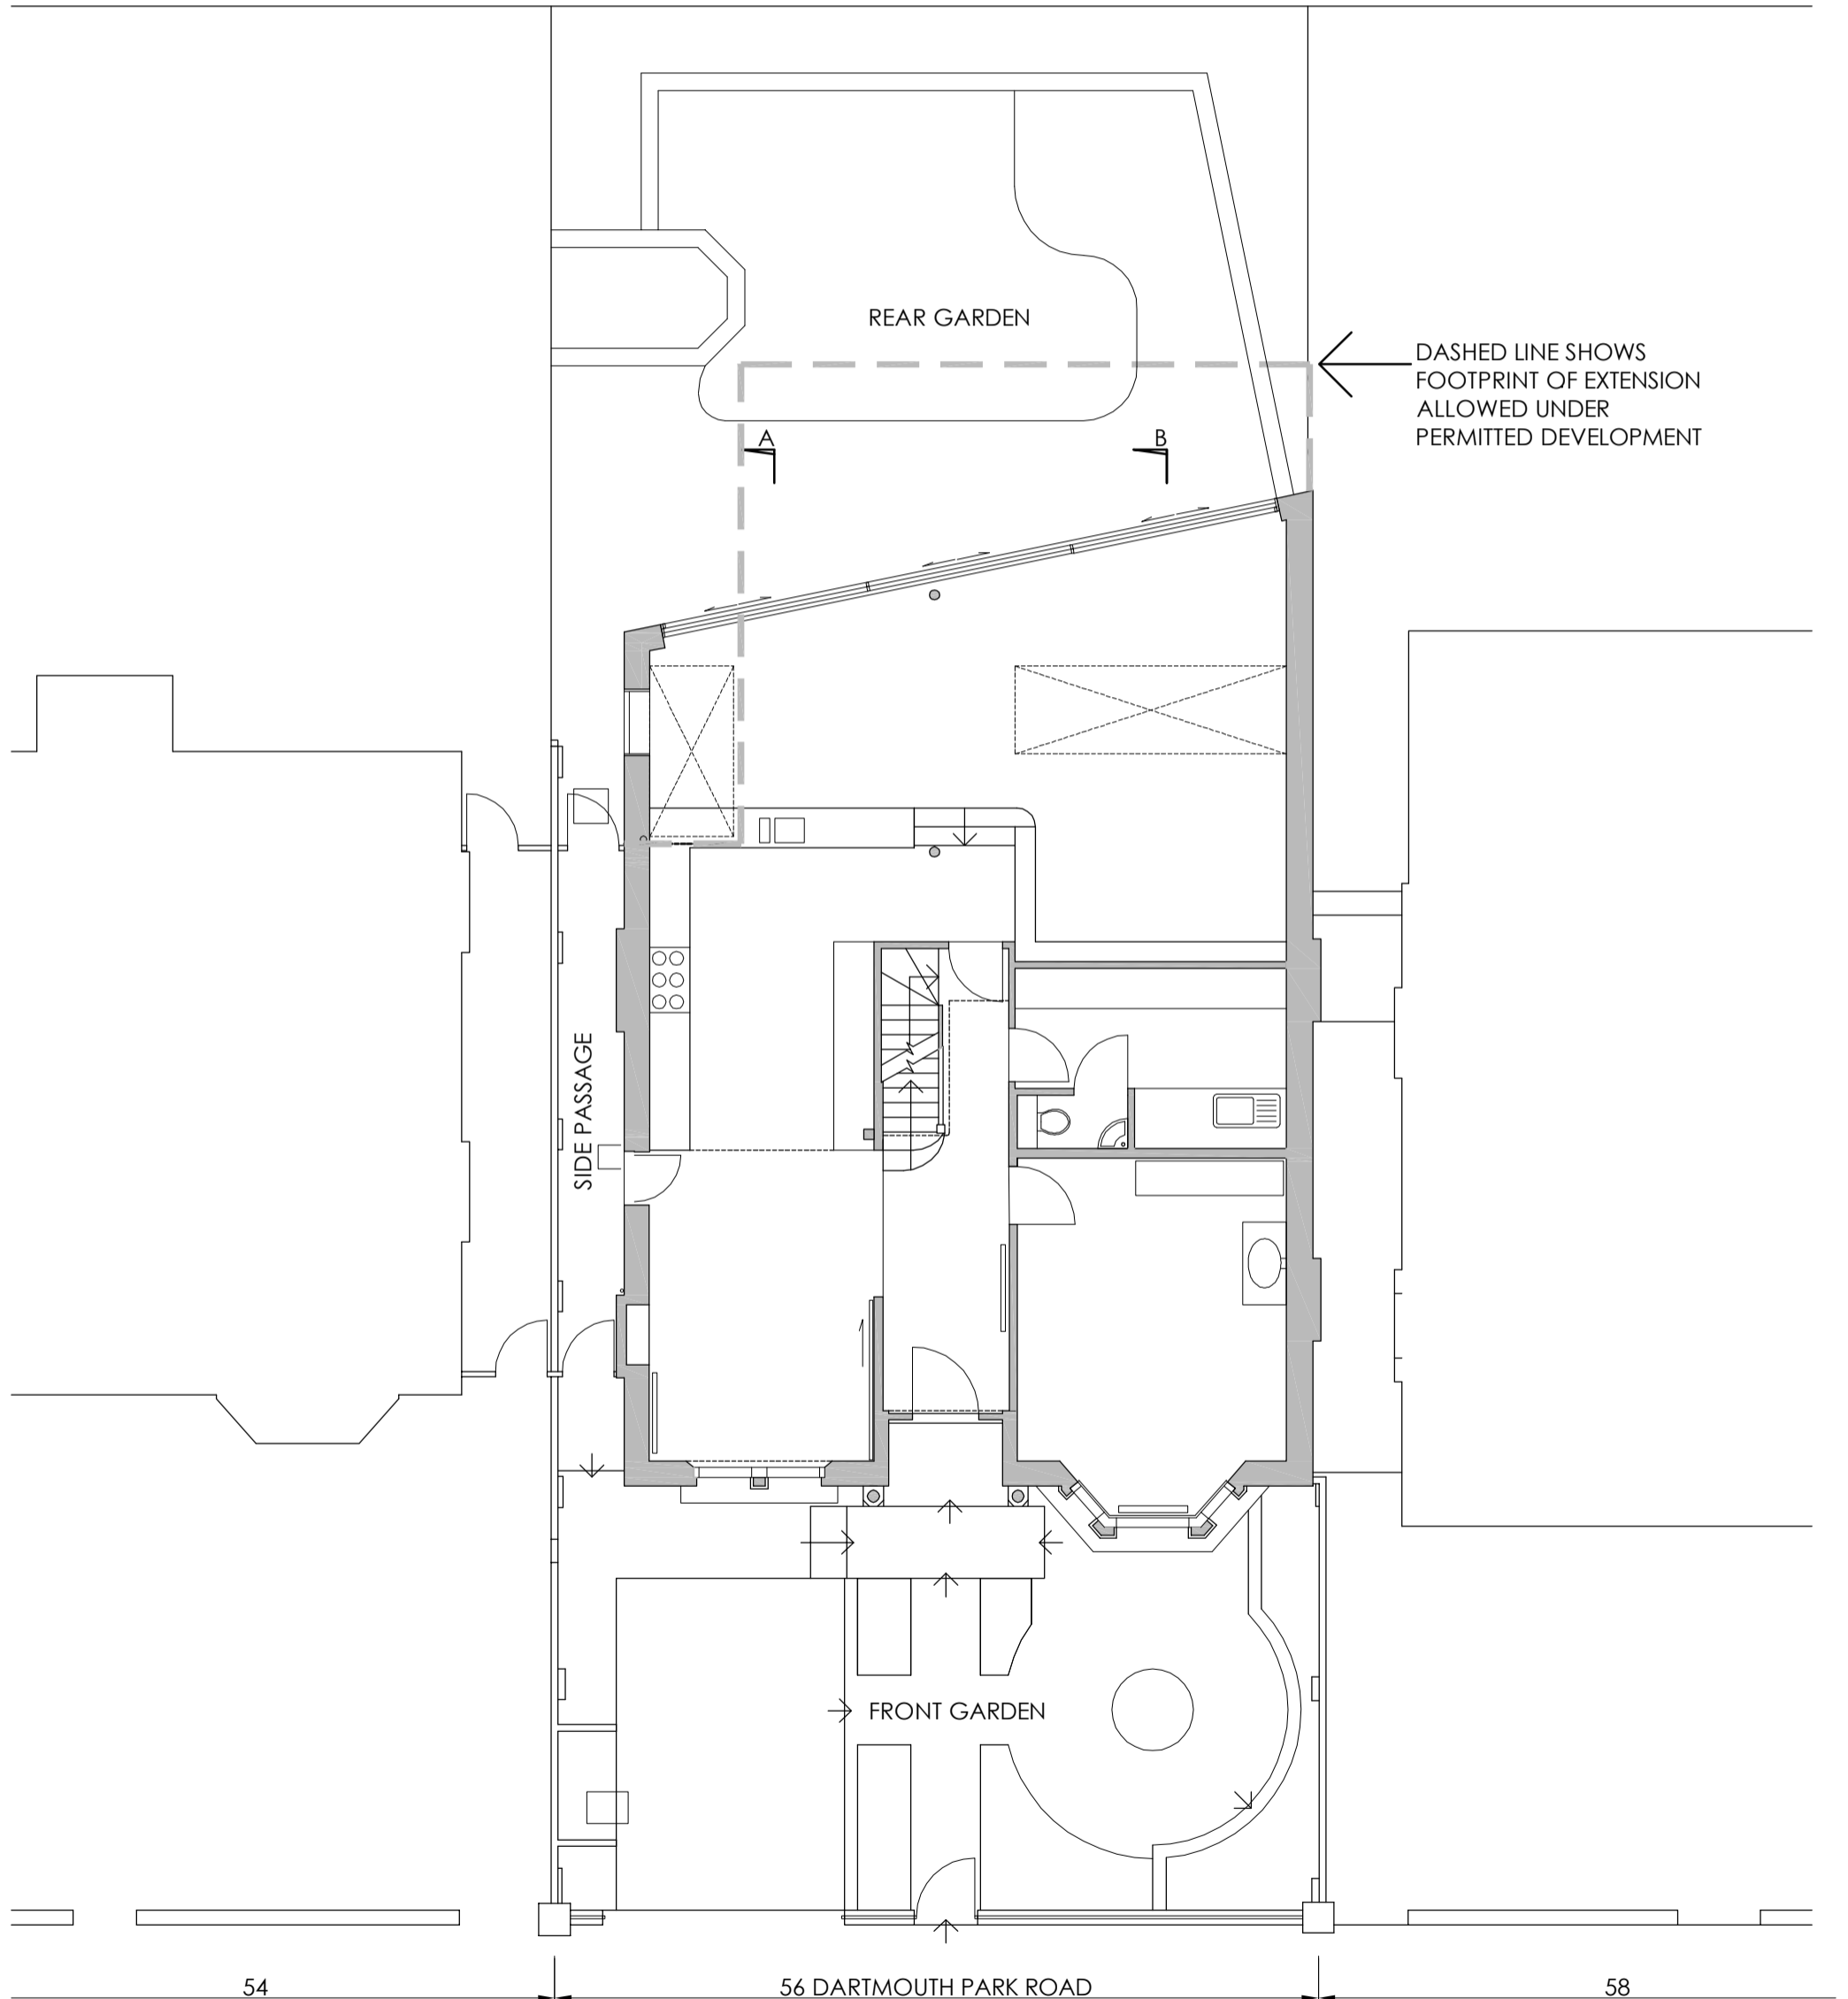 REAR GARDEN
DASHED LINE SHOWS
FOOTPRINT OF EXTENSION
ALLOWED UNDER
PERMITTED DEVELOPMENT
A
B
SIDE PASSAGE
FRONT GARDEN
54
56 DARTMOUTH PARK ROAD
58